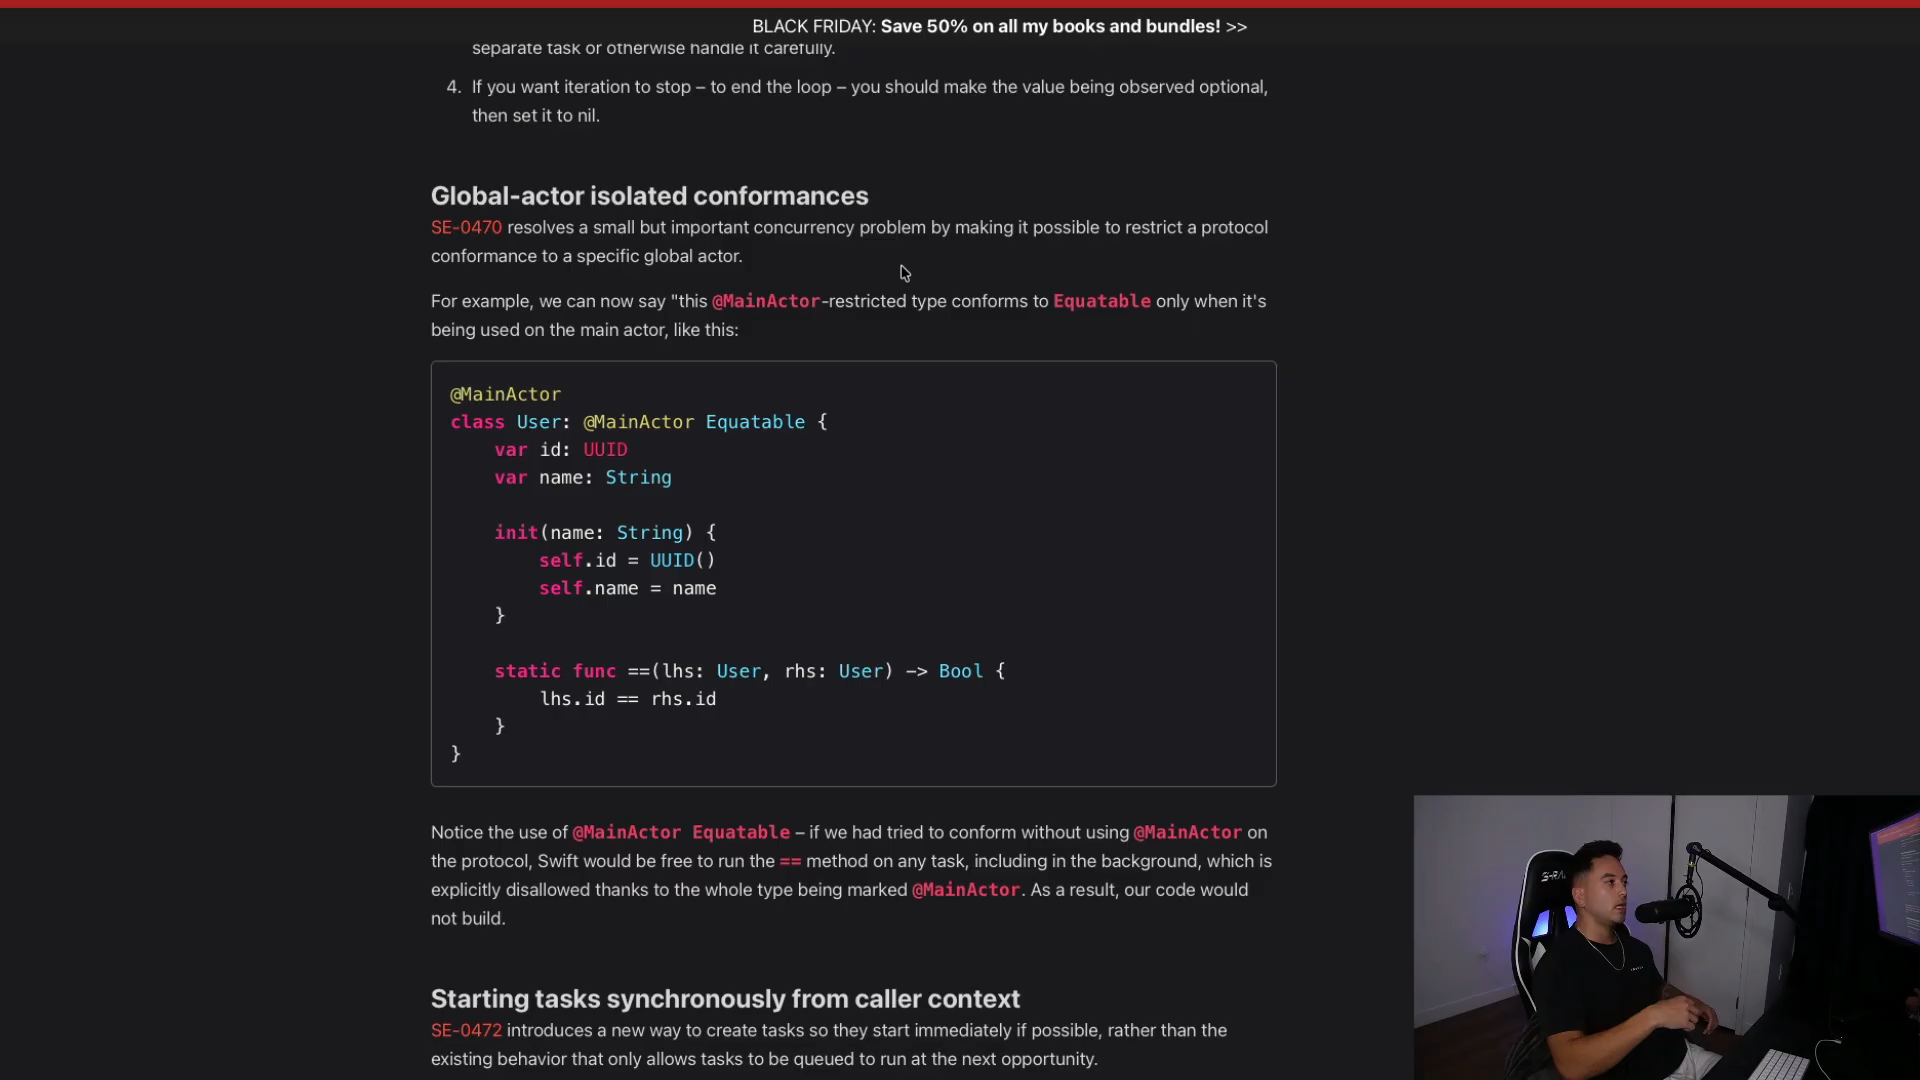 BLACK FRIDAY: Save 50% on all my books and bundles! >>
separate task or otherwise handle it carefully.
4. If you want iteration to stop – to end the loop – you should make the value being observed optional,
then set it to nil.
Global-actor isolated conformances
SE-0470 resolves a small but important concurrency problem by making it possible to restrict a protocol
conformance to a specific global actor.
For example, we can now say "this @MainActor-restricted type conforms to Equatable only when it's
being used on the main actor, like this:
@MainActor
class User: @MainActor Equatable {
    var id: UUID
    var name: String
    init(name: String) {
        self.id = UUID()
        self.name = name
    }
    static func ==(lhs: User, rhs: User) -> Bool {
        lhs.id == rhs.id
    }
}
Notice the use of @MainActor Equatable – if we had tried to conform without using @MainActor on
the protocol, Swift would be free to run the == method on any task, including in the background, which is
explicitly disallowed thanks to the whole type being marked @MainActor. As a result, our code would
not build.
Starting tasks synchronously from caller context
SE-0472 introduces a new way to create tasks so they start immediately if possible, rather than the
existing behavior that only allows tasks to be queued to run at the next opportunity.